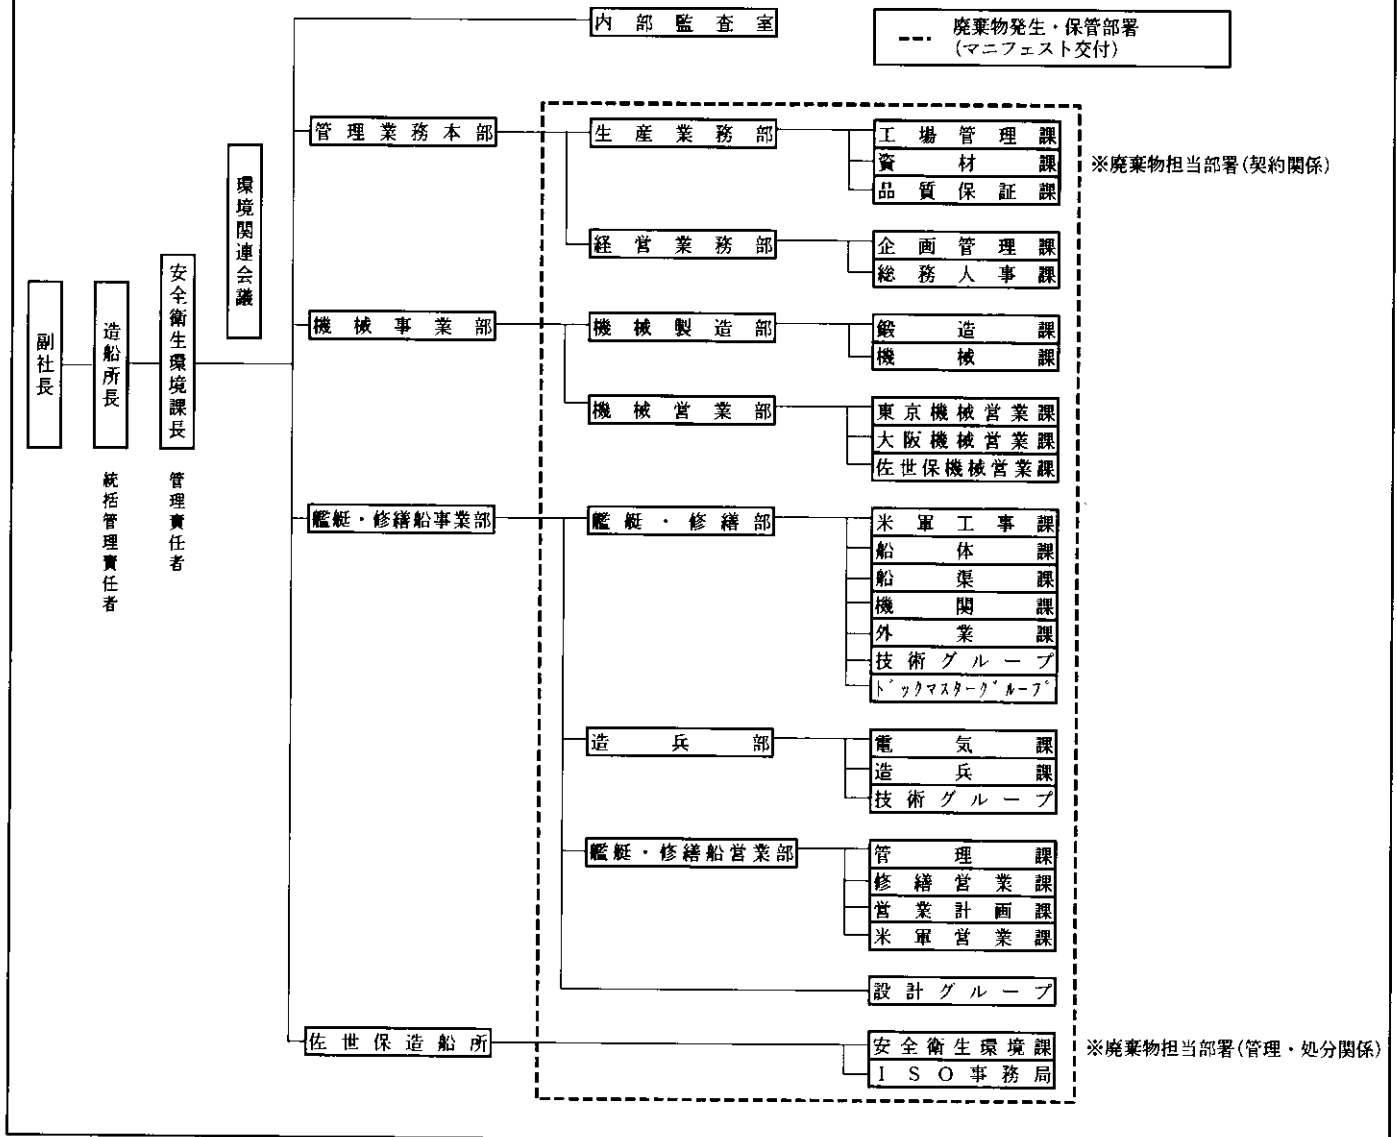 内部監査室
廃棄物発生・保管部署
(マニフェスト交付)
副社長
造船所長
統括管理責任者
安全衛生環境課長
管理責任者
環境関連会議
管理業務本部
生産業務部
工場管理課
資材課
※廃棄物担当部署(契約関係)
品質保証課
経営業務部
企画管理課
総務人事課
機械事業部
機械製造部
鍛造課
機械課
機械営業部
東京機械営業課
大阪機械営業課
佐世保機械営業課
艦艇・修繕船事業部
艦艇・修繕部
米軍工事課
船体課
船渠課
機関課
外業課
技術グループ
ドックマスターグループ
造兵部
電気課
造兵課
技術グループ
艦艇・修繕船営業部
管理課
修繕営業課
営業計画課
米軍営業課
設計グループ
佐世保造船所
安全衛生環境課
※廃棄物担当部署(管理・処分関係)
ISO事務局